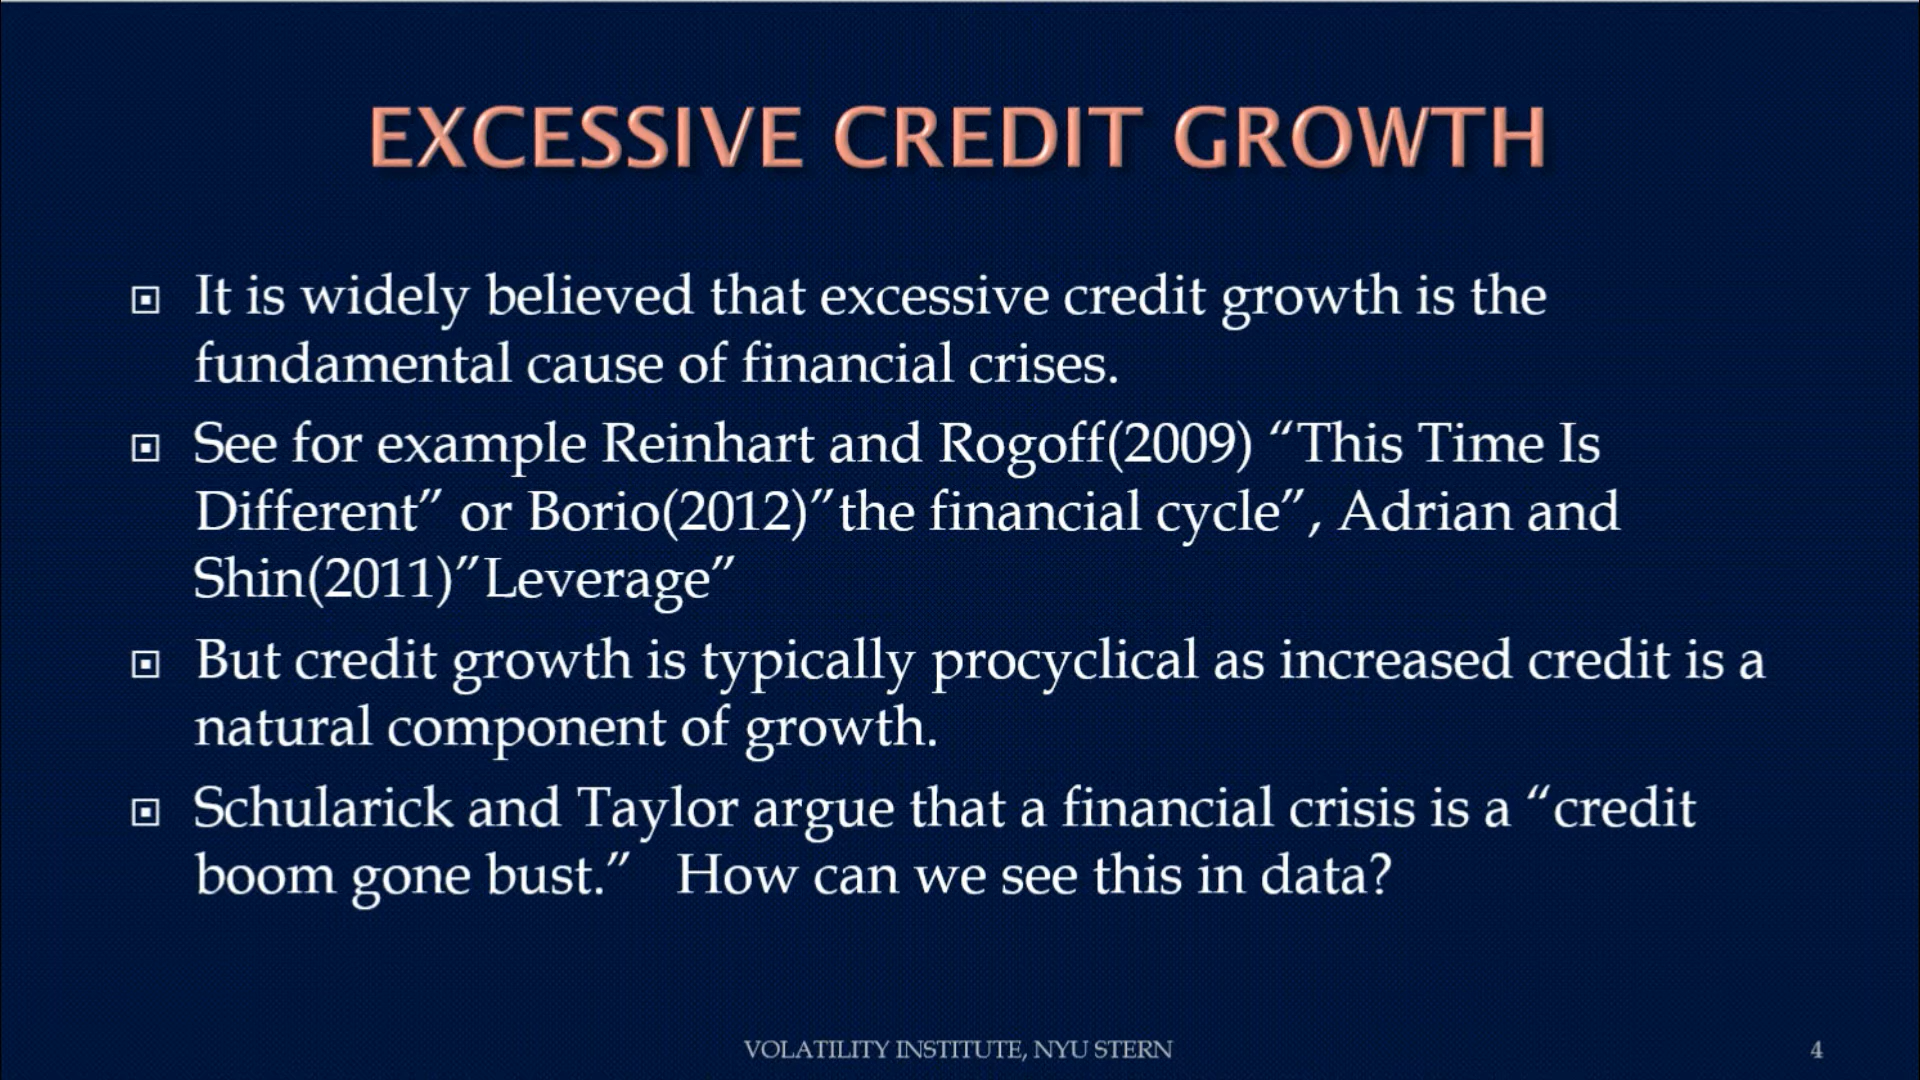 EXCESSIVE CREDIT GROWTH
It is widely believed that excessive credit growth is the
fundamental cause of financial crises.
See for example Reinhart and Rogoff(2009) “This Time Is
Different” or Borio(2012)”the financial cycle”, Adrian and
Shin(2011)”Leverage”
But credit growth is typically procyclical as increased credit is a
natural component of growth.
Schularick and Taylor argue that a financial crisis is a “credit
boom gone bust.”   How can we see this in data?
VOLATILITY INSTITUTE, NYU STERN
4